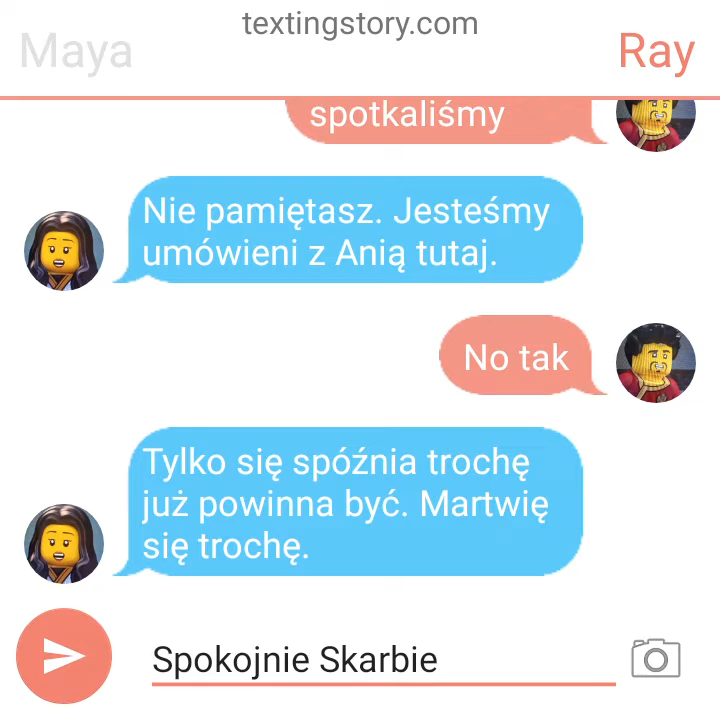 textingstory.com
Maya
Ray
spotkaliśmy
Nie pamiętasz. Jesteśmy
umówieni z Anią tutaj.
No tak
Tylko się spóźnia trochę
już powinna być. Martwię
się trochę.
Spokojnie Skarbie